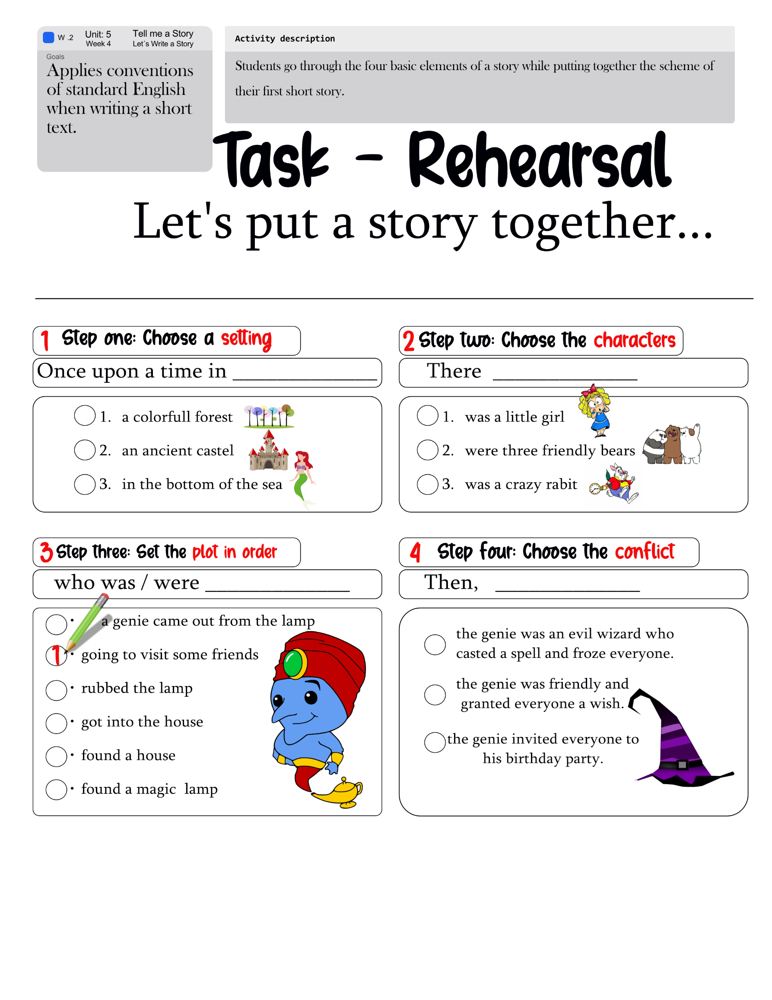 W .2 Unit: 5 Tell me a Story
Week 4 Let´s Write a Story
Goals
Applies conventions
of standard English
when writing a short
text.
Activity description
Students go through the four basic elements of a story while putting together the scheme of
their first short story.
Task - Rehearsal
Let's put a story together...
1 Step one: Choose a setting
Once upon a time in _____________
1. a colorfull forest
2. an ancient castel
3. in the bottom of the sea
2 Step two: Choose the characters
There _____________
1. was a little girl
2. were three friendly bears
3. was a crazy rabit
3 Step three: Set the plot in order
who was / were _____________
• a genie came out from the lamp
1 • going to visit some friends
• rubbed the lamp
• got into the house
• found a house
• found a magic lamp
4 Step four: Choose the conflict
Then, _____________
the genie was an evil wizard who
casted a spell and froze everyone.
the genie was friendly and
granted everyone a wish.
the genie invited everyone to
his birthday party.